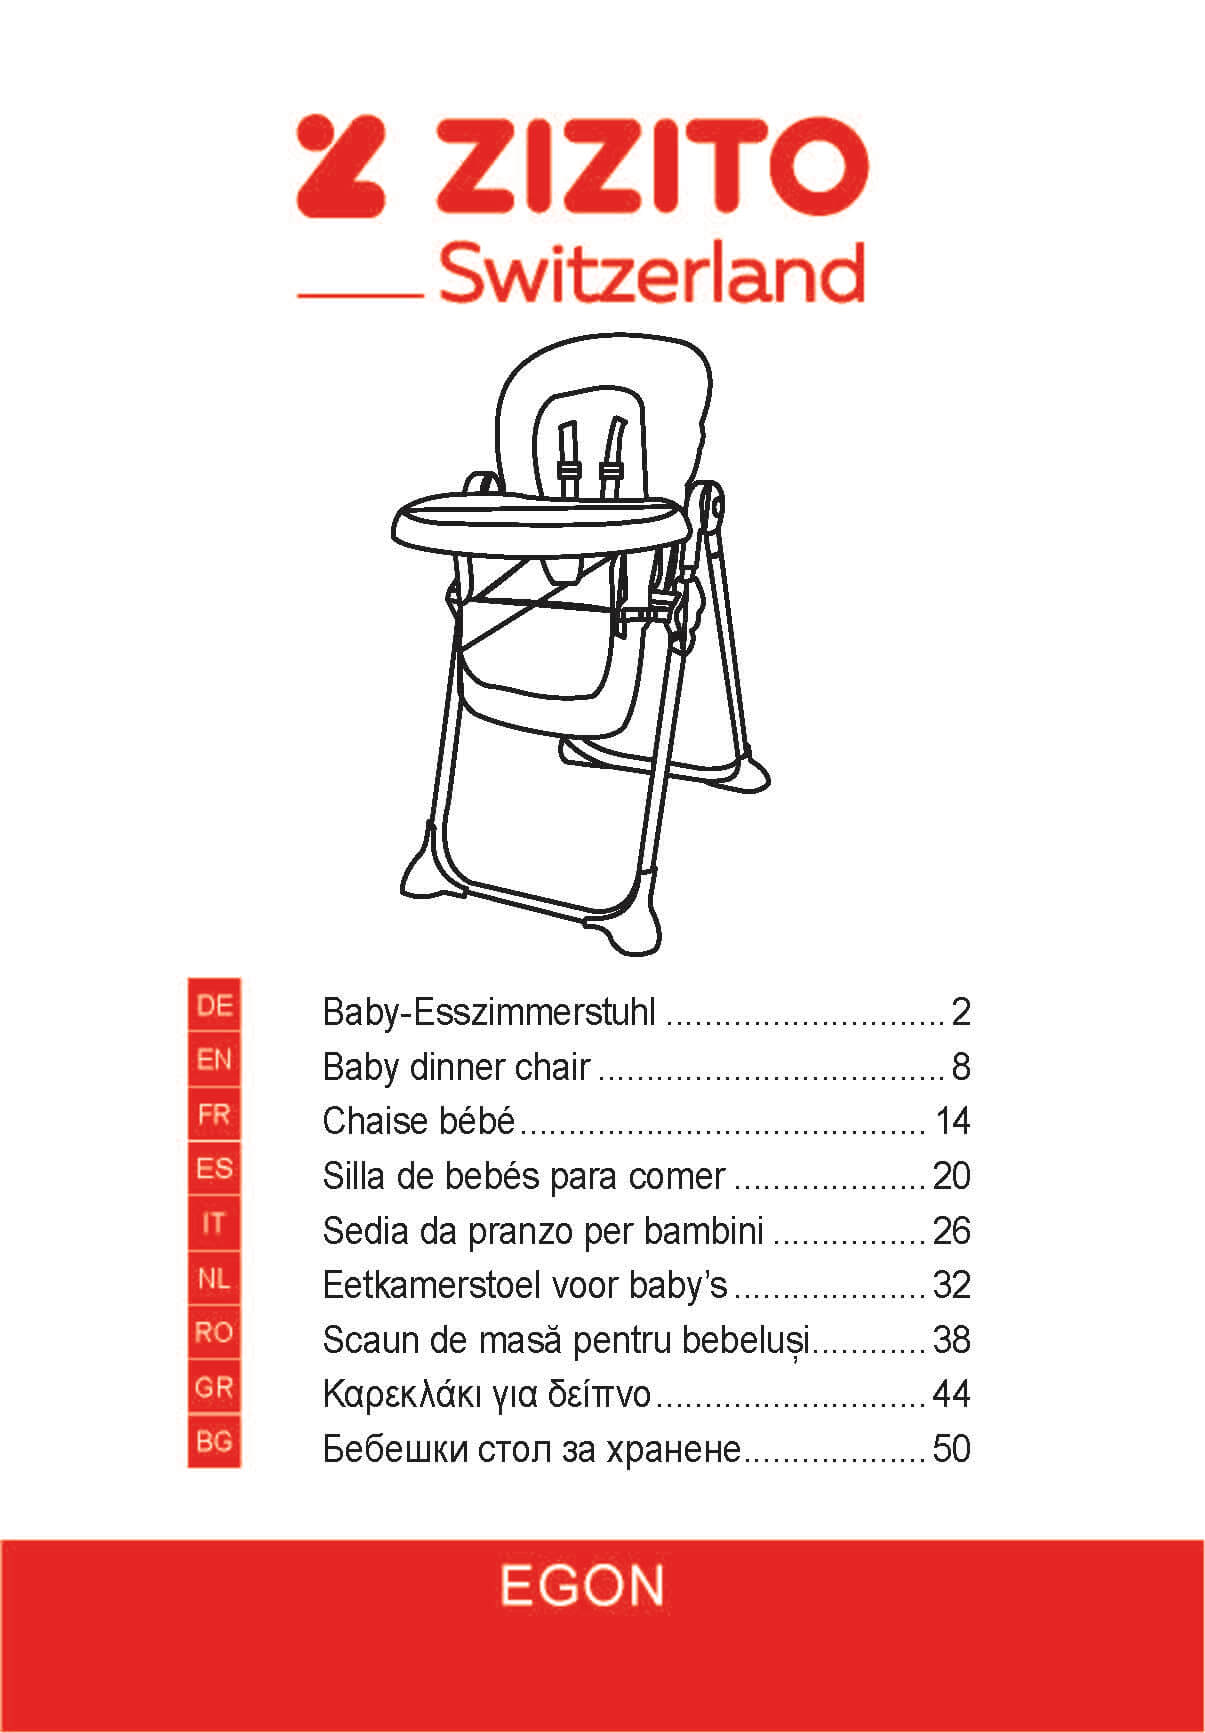 ZIZITO
Switzerland
DE Baby-Esszimmerstuhl ............................. 2
EN Baby dinner chair .................................... 8
FR Chaise bébé.......................................... 14
ES Silla de bebés para comer .................... 20
IT Sedia da pranzo per bambini ................ 26
NL Eetkamerstoel voor baby’s .................... 32
RO Scaun de masă pentru bebeluși............ 38
GR Καρεκλάκι για δείπνο ............................ 44
BG Бебешки стол за хранене................... 50
EGON